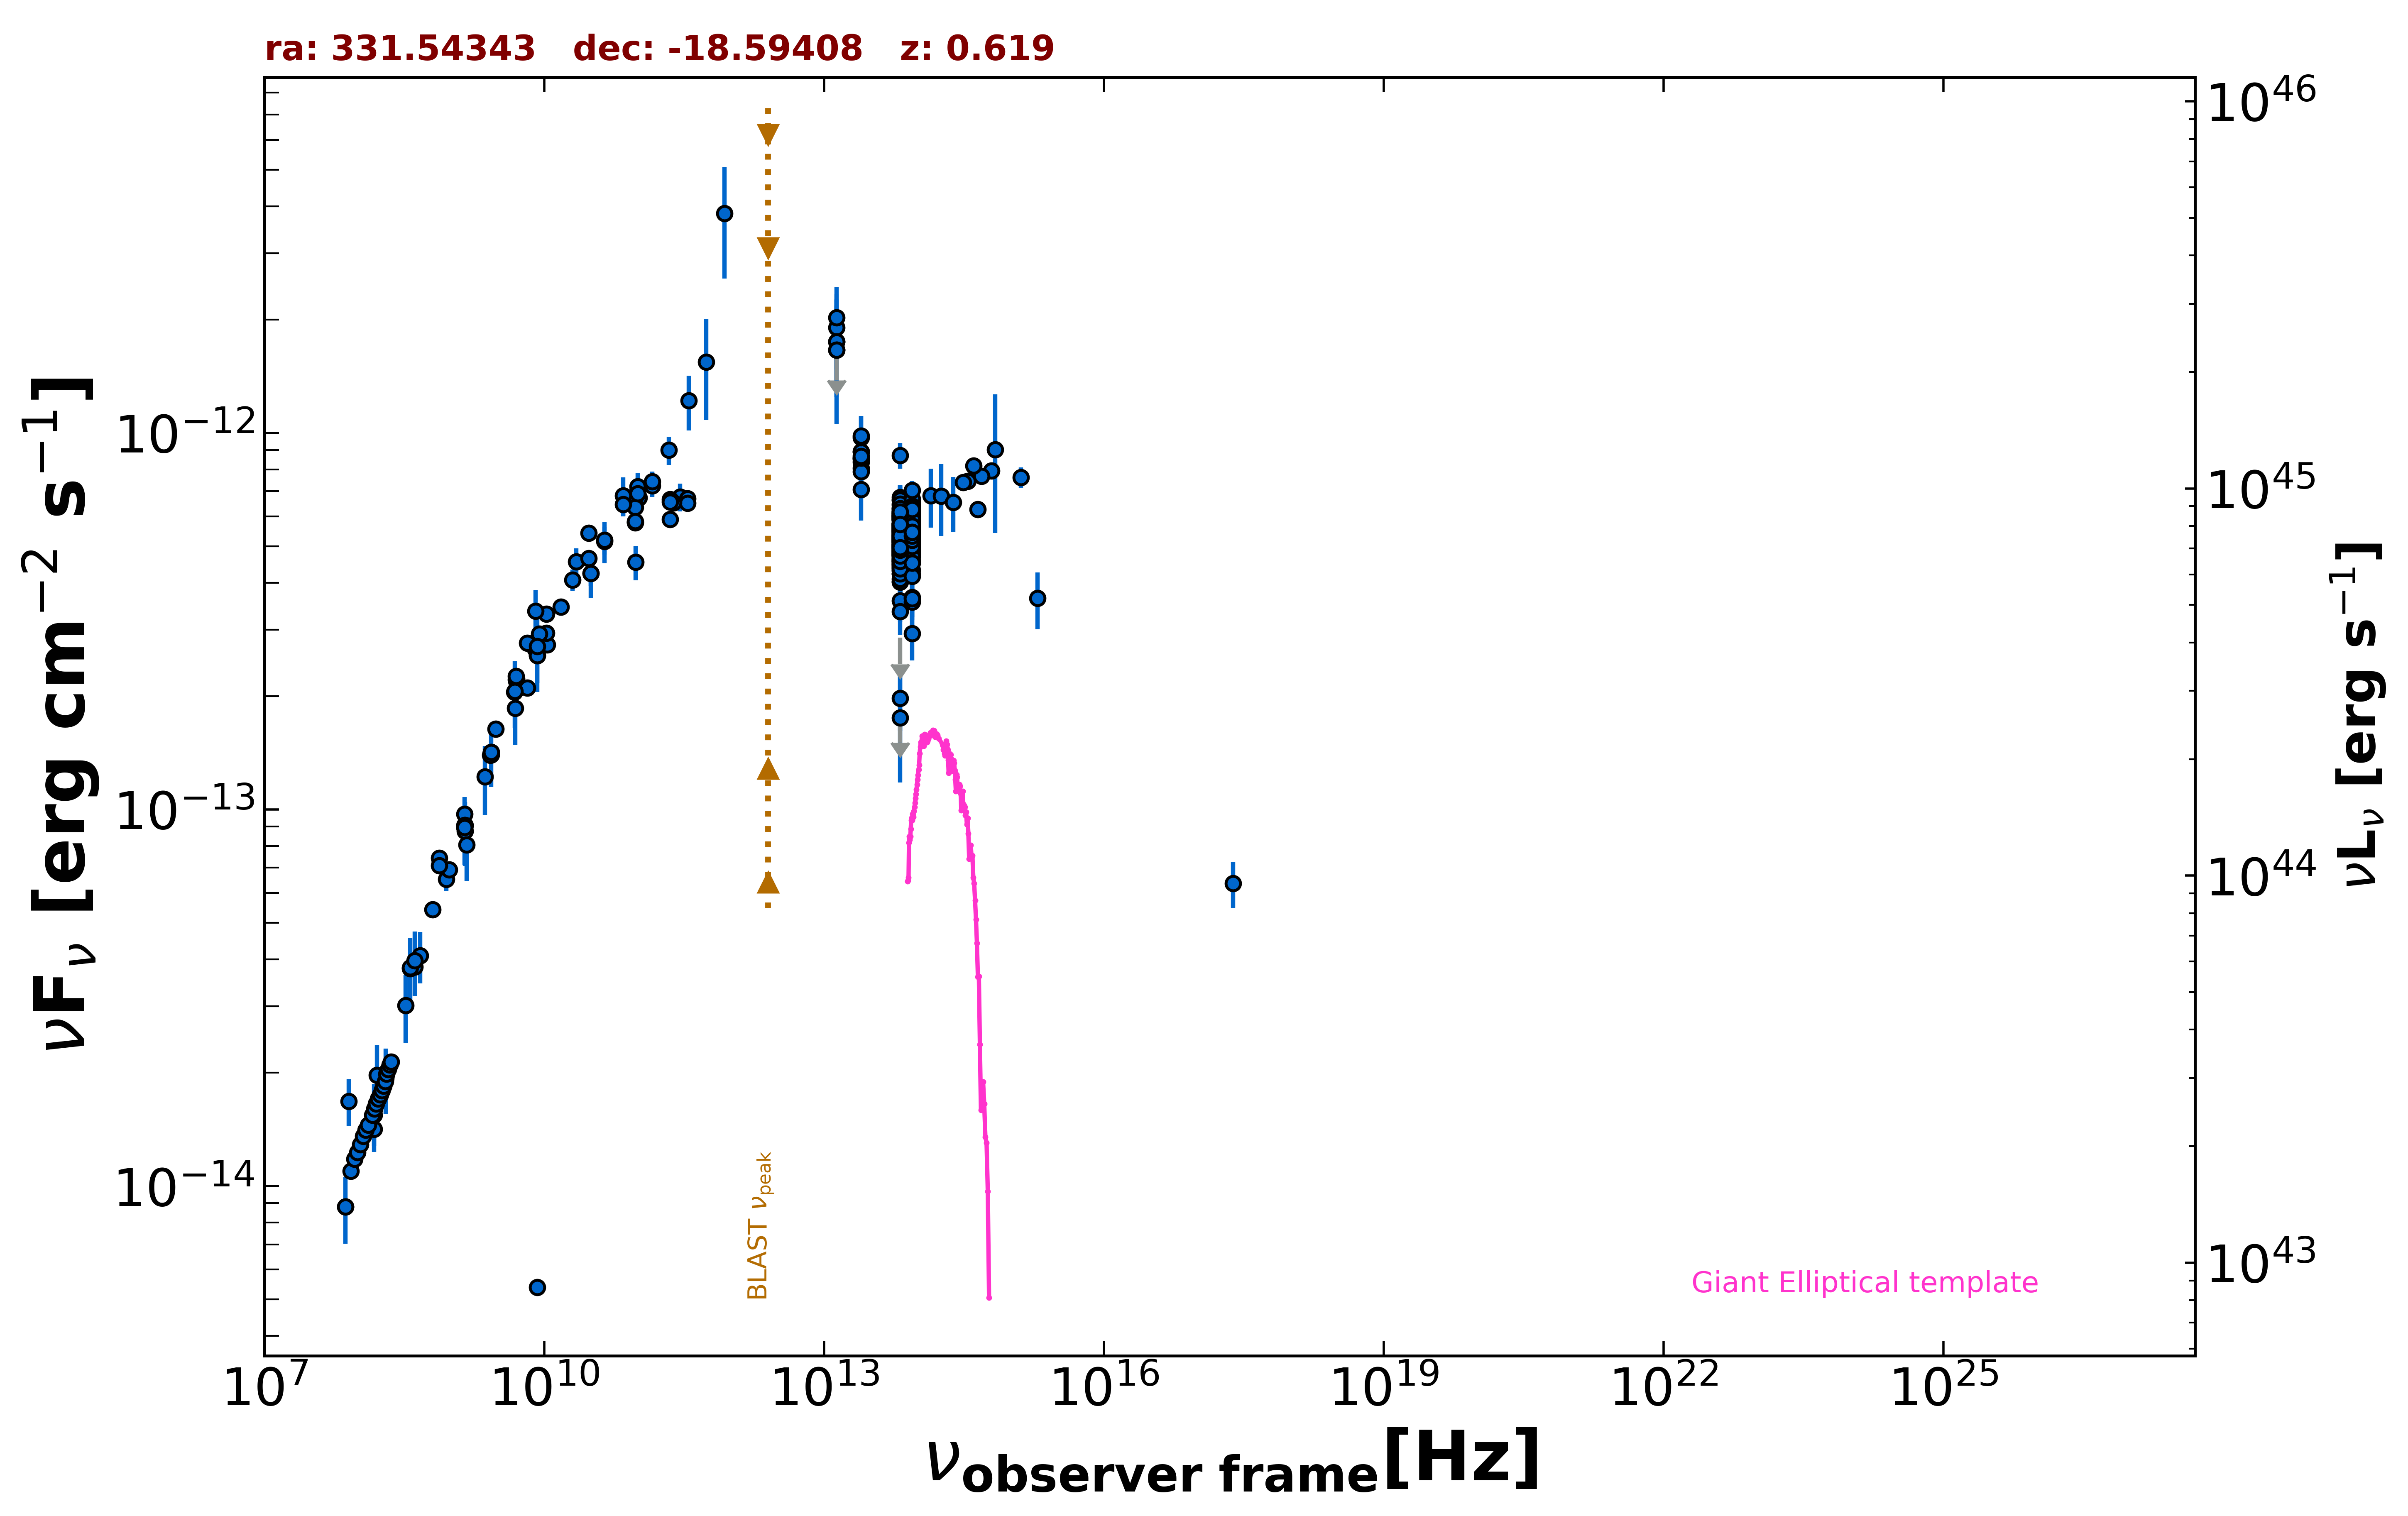 ra: 331.54343   dec: -18.59408   z: 0.619
νFν [erg cm−2 s−1]
10−12
10−13
10−14
10^46
10^45
10^44
10^43
νLν [erg s−1]
BLAST νpeak
Giant Elliptical template
10^7 10^10 10^13 10^16 10^19 10^22 10^25
νobserver frame[Hz]